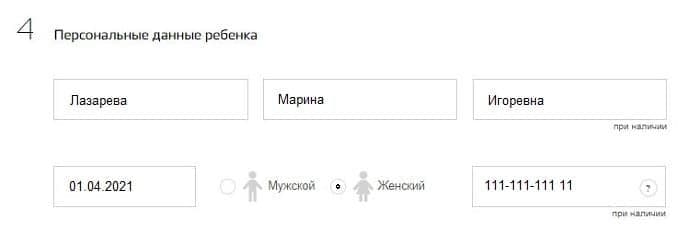 4 Персональные данные ребенка
Лазарева Марина Игоревна
при наличии
01.04.2021 Мужской Женский 111-111-111 11 ?
при наличии